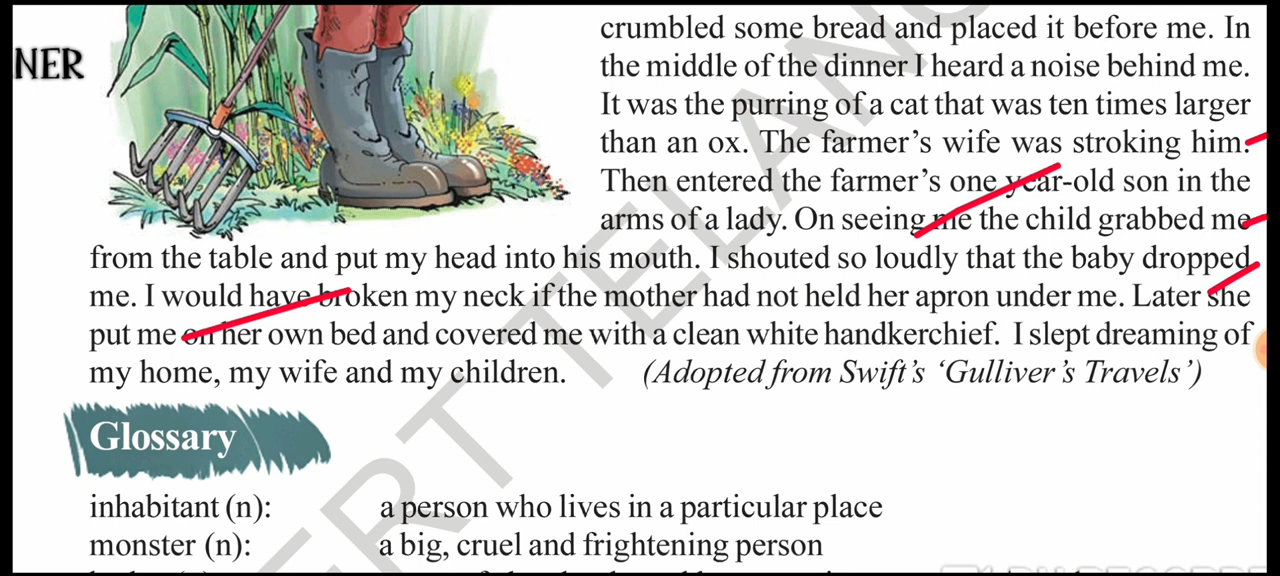 NER
crumbled some bread and placed it before me. In
the middle of the dinner I heard a noise behind me.
It was the purring of a cat that was ten times larger
than an ox. The farmer's wife was stroking him.
Then entered the farmer's one year-old son in the
arms of a lady. On seeing me the child grabbed me
from the table and put my head into his mouth. I shouted so loudly that the baby dropped
me. I would have broken my neck if the mother had not held her apron under me. Later she
put me on her own bed and covered me with a clean white handkerchief. I slept dreaming of
my home, my wife and my children. (Adopted from Swift's 'Gulliver's Travels')
Glossary
inhabitant (n): a person who lives in a particular place
monster (n): a big, cruel and frightening person
ERT TELANG